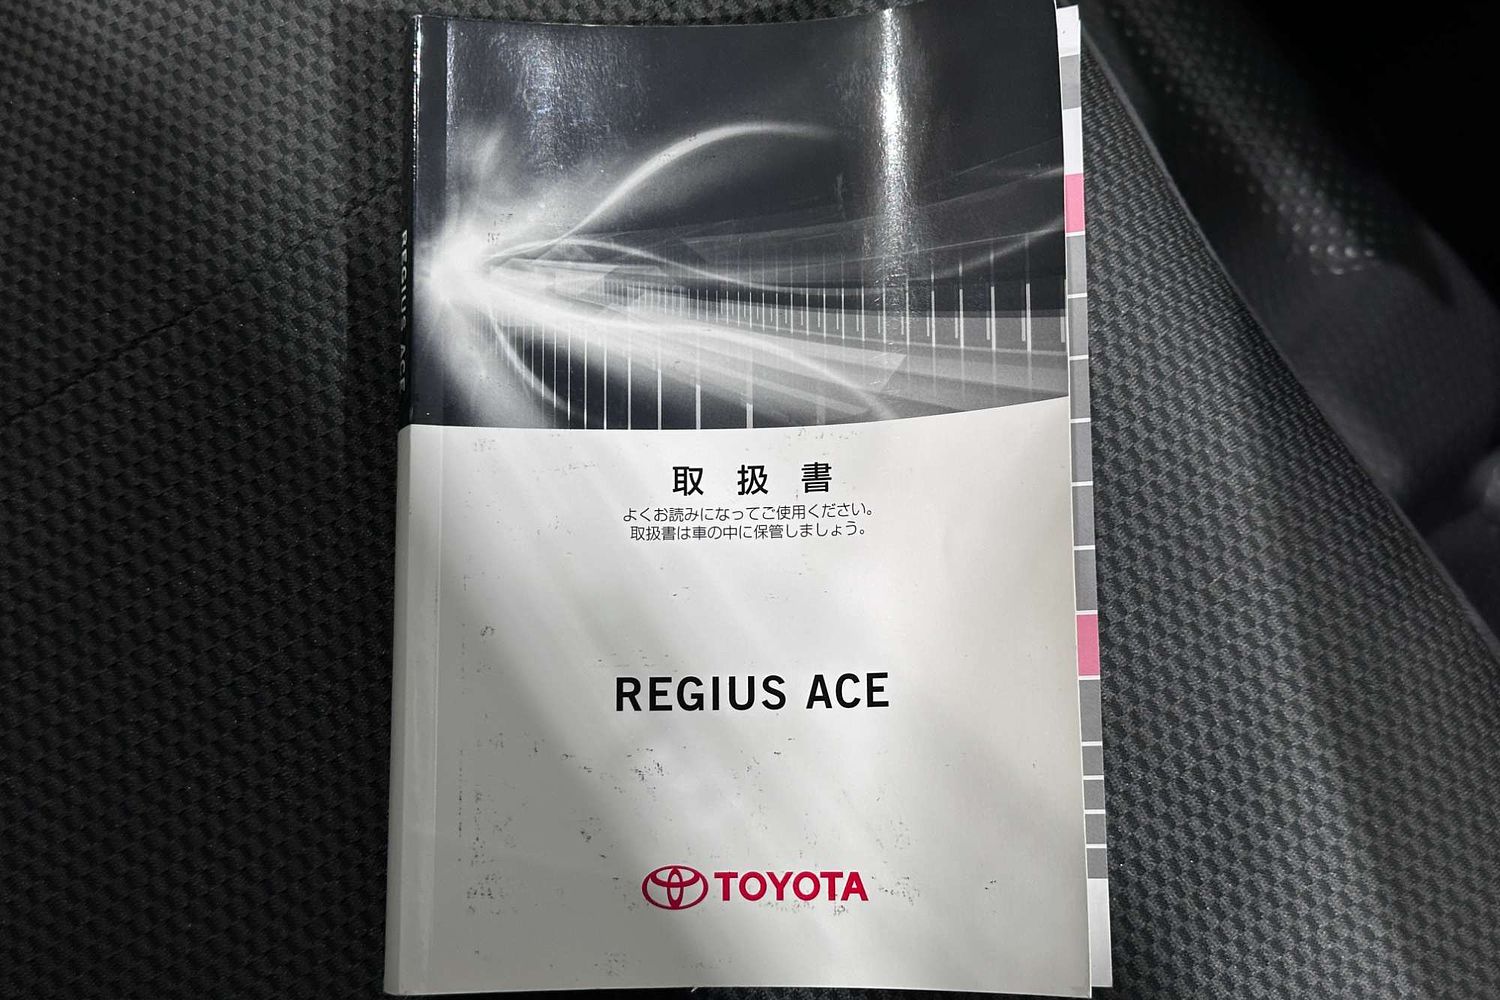 取扱書
よくお読みになってご使用ください。
取扱書は車の中に保管しましょう。
REGIUS ACE
TOYOTA
REGIUS ACE